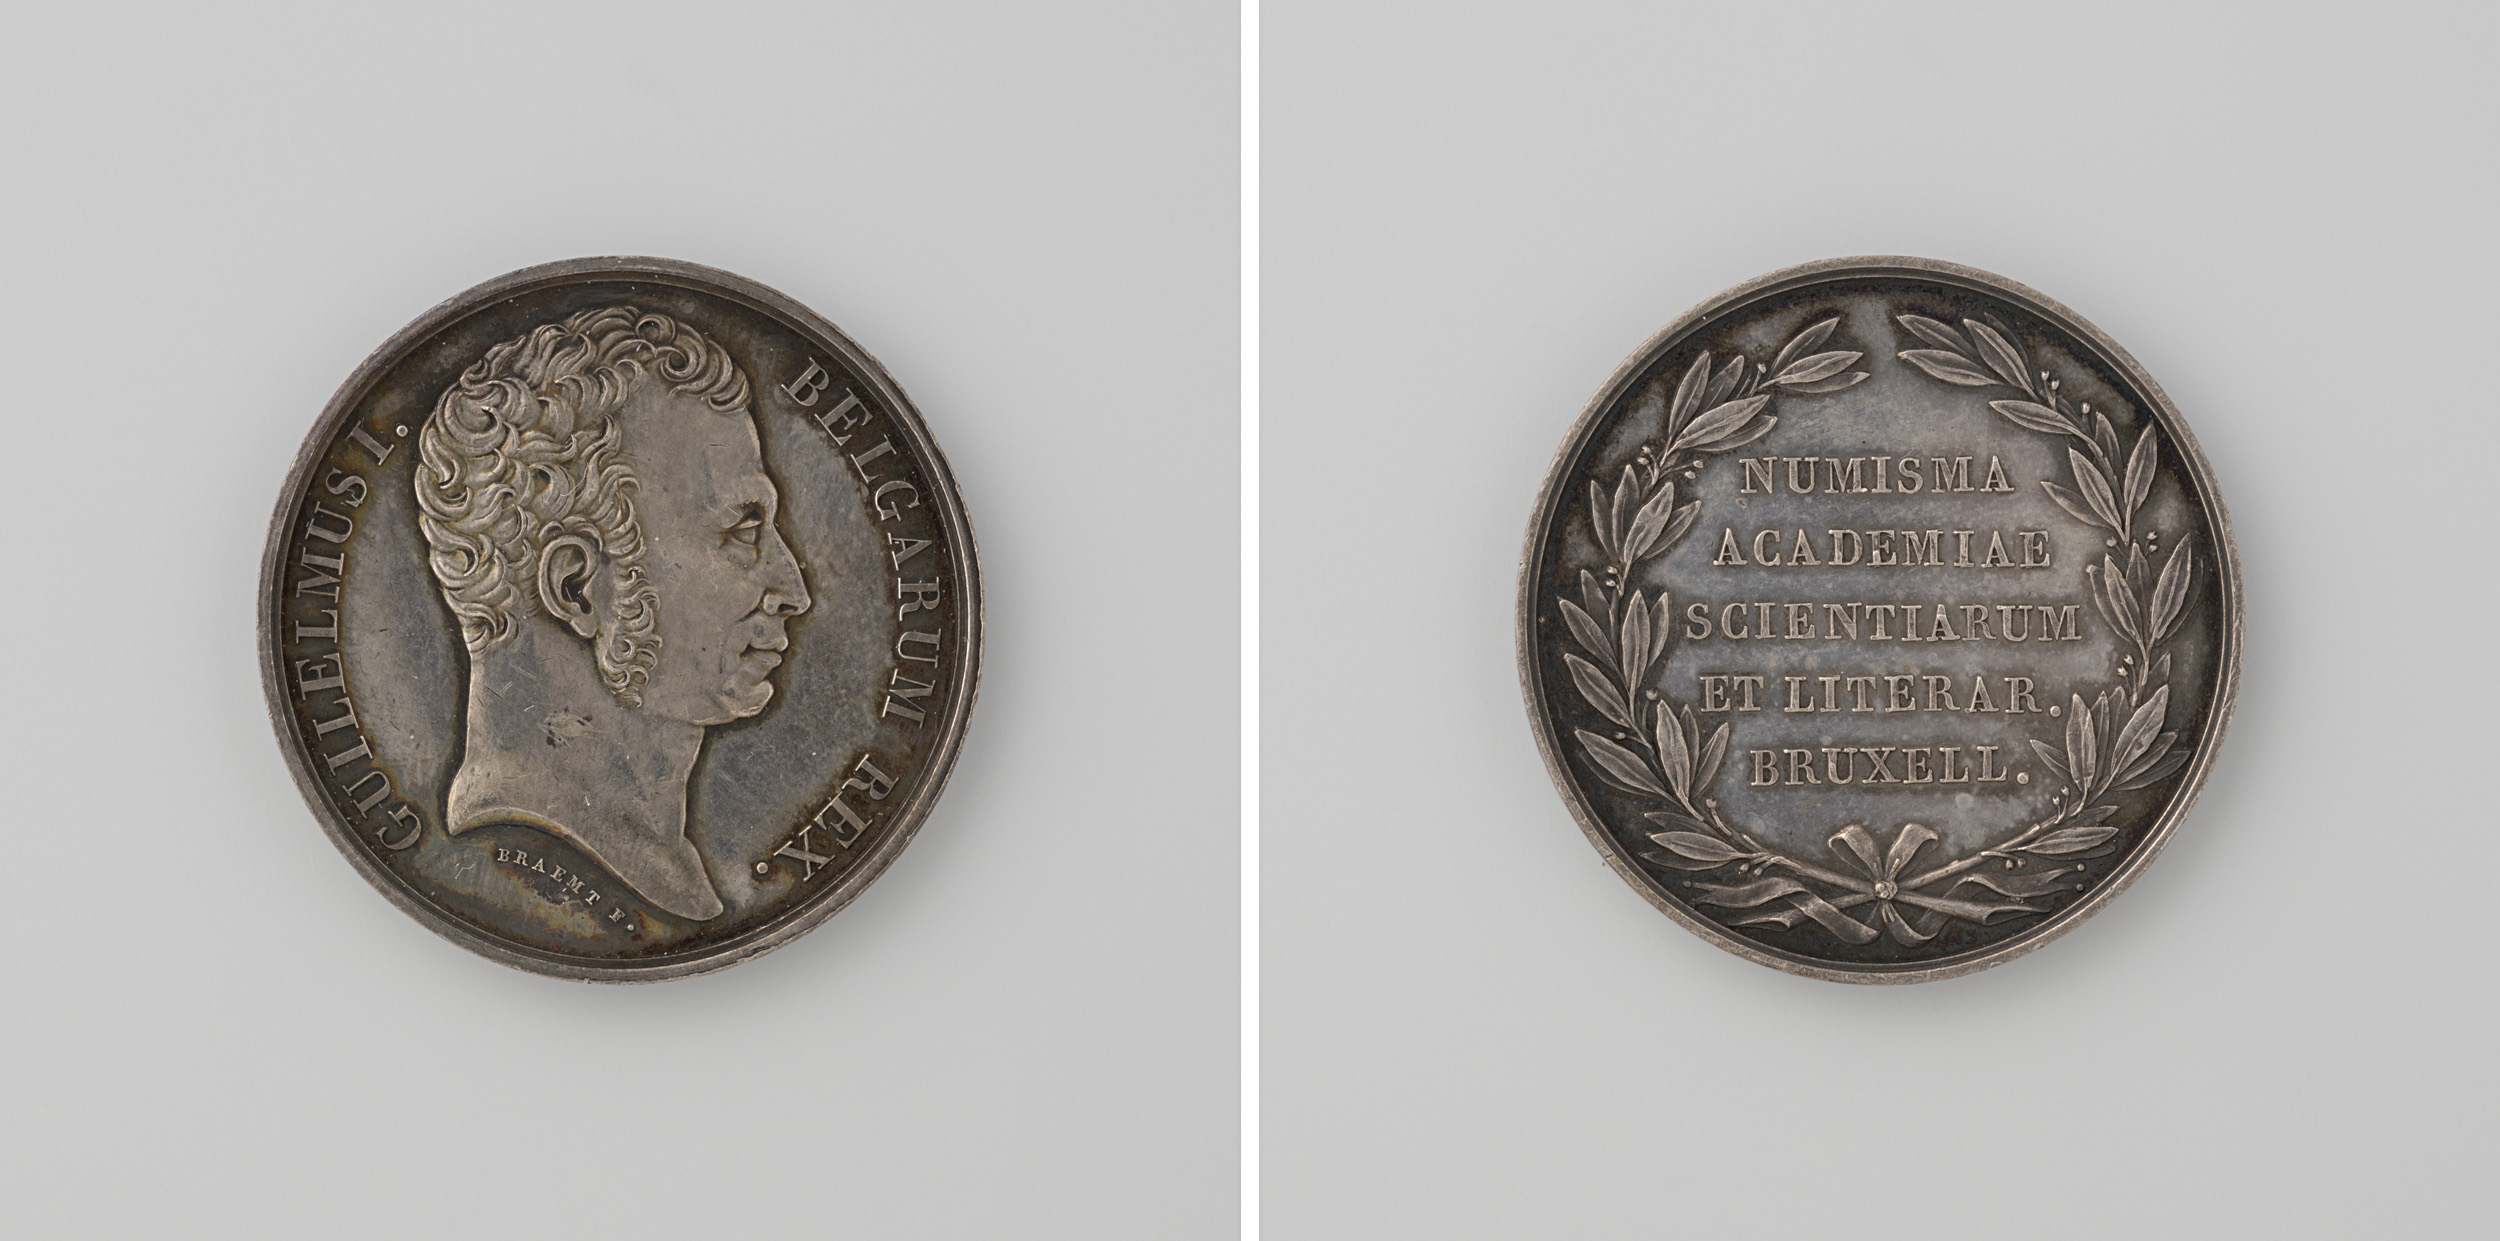 GUILELMUS I. BELGARUM REX.
BRAEMT F.
NUMISMA
ACADEMIAE
SCIENTIARUM
ET LITERAR.
BRUXELL.